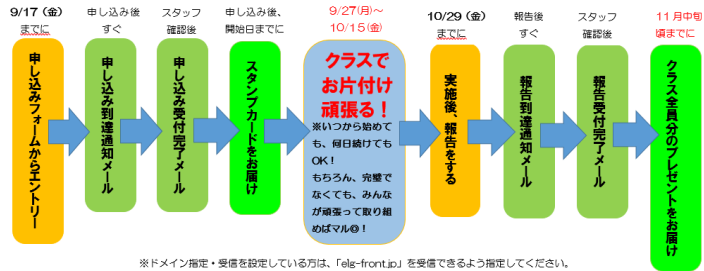 9/17（金）
までに
申し込みフォームからエントリー
申し込み後
すぐ
申し込み到達通知メール
スタッフ
確認後
申し込み受付完了メール
申し込み後、
開始日までに
スタンプカードをお届け
9/27(月)～
10/15(金)
クラスで
お片付け
頑張る！
※いつから始めて
も、何日続けても
OK！
もちろん、完璧で
なくても、みんな
が頑張って取り組
めばマル◎！
10/29（金）
までに
実施後、報告をする
報告後
すぐ
報告到達通知メール
スタッフ
確認後
報告受付完了メール
11月中旬
頃までに
クラス全員分のプレゼントをお届け
※ドメイン指定・受信を設定している方は、「elg-front.jp」を受信できるよう指定してください。